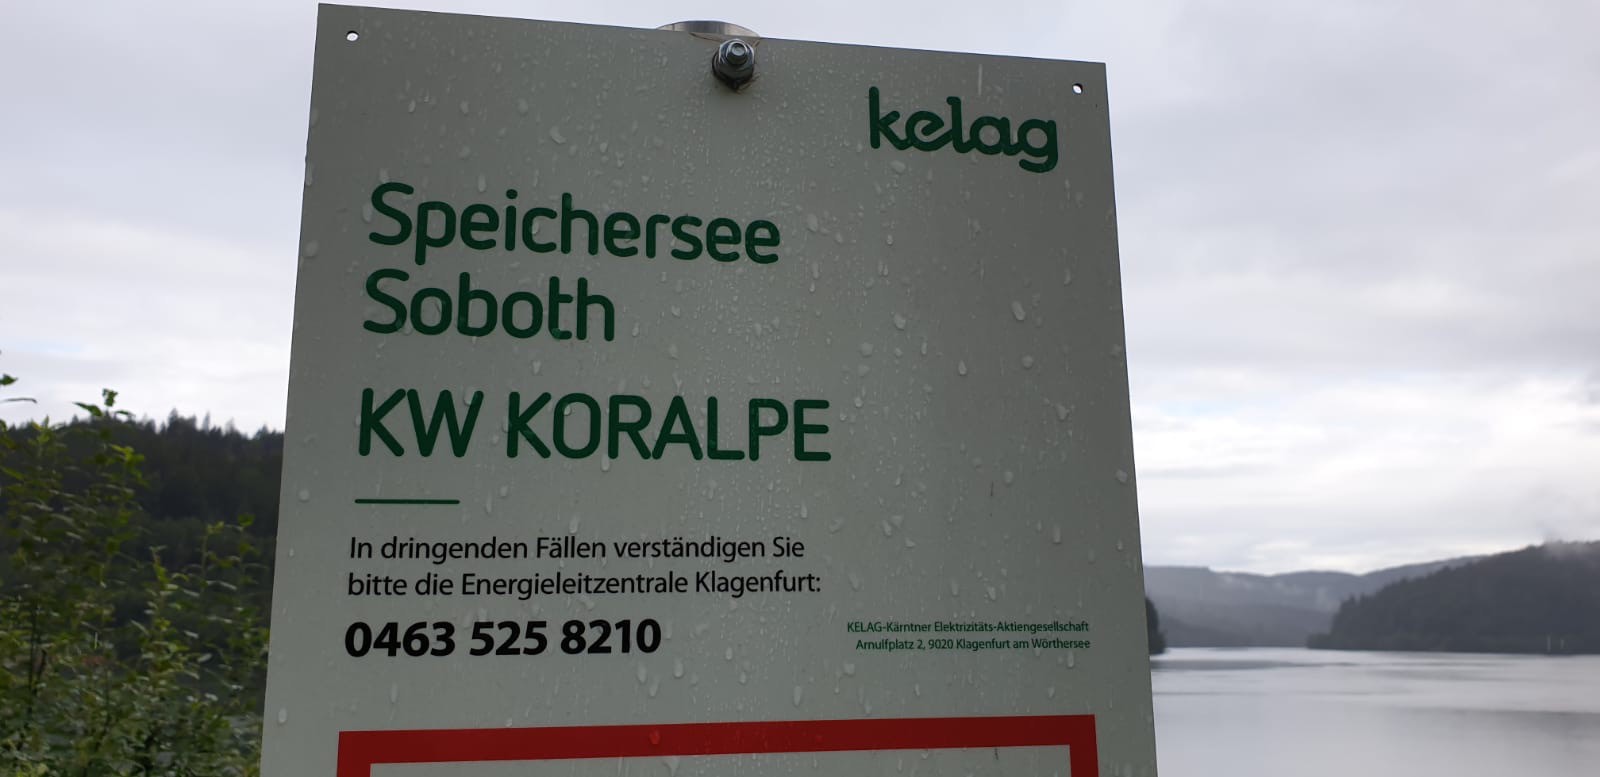 kelag
Speichersee
Soboth
KW KORALPE
In dringenden Fällen verständigen Sie
bitte die Energieleitzentrale Klagenfurt:
0463 525 8210
KELAG-Kärntner Elektrizitäts-Aktiengesellschaft
Arnulfplatz 2, 9020 Klagenfurt am Wörthersee